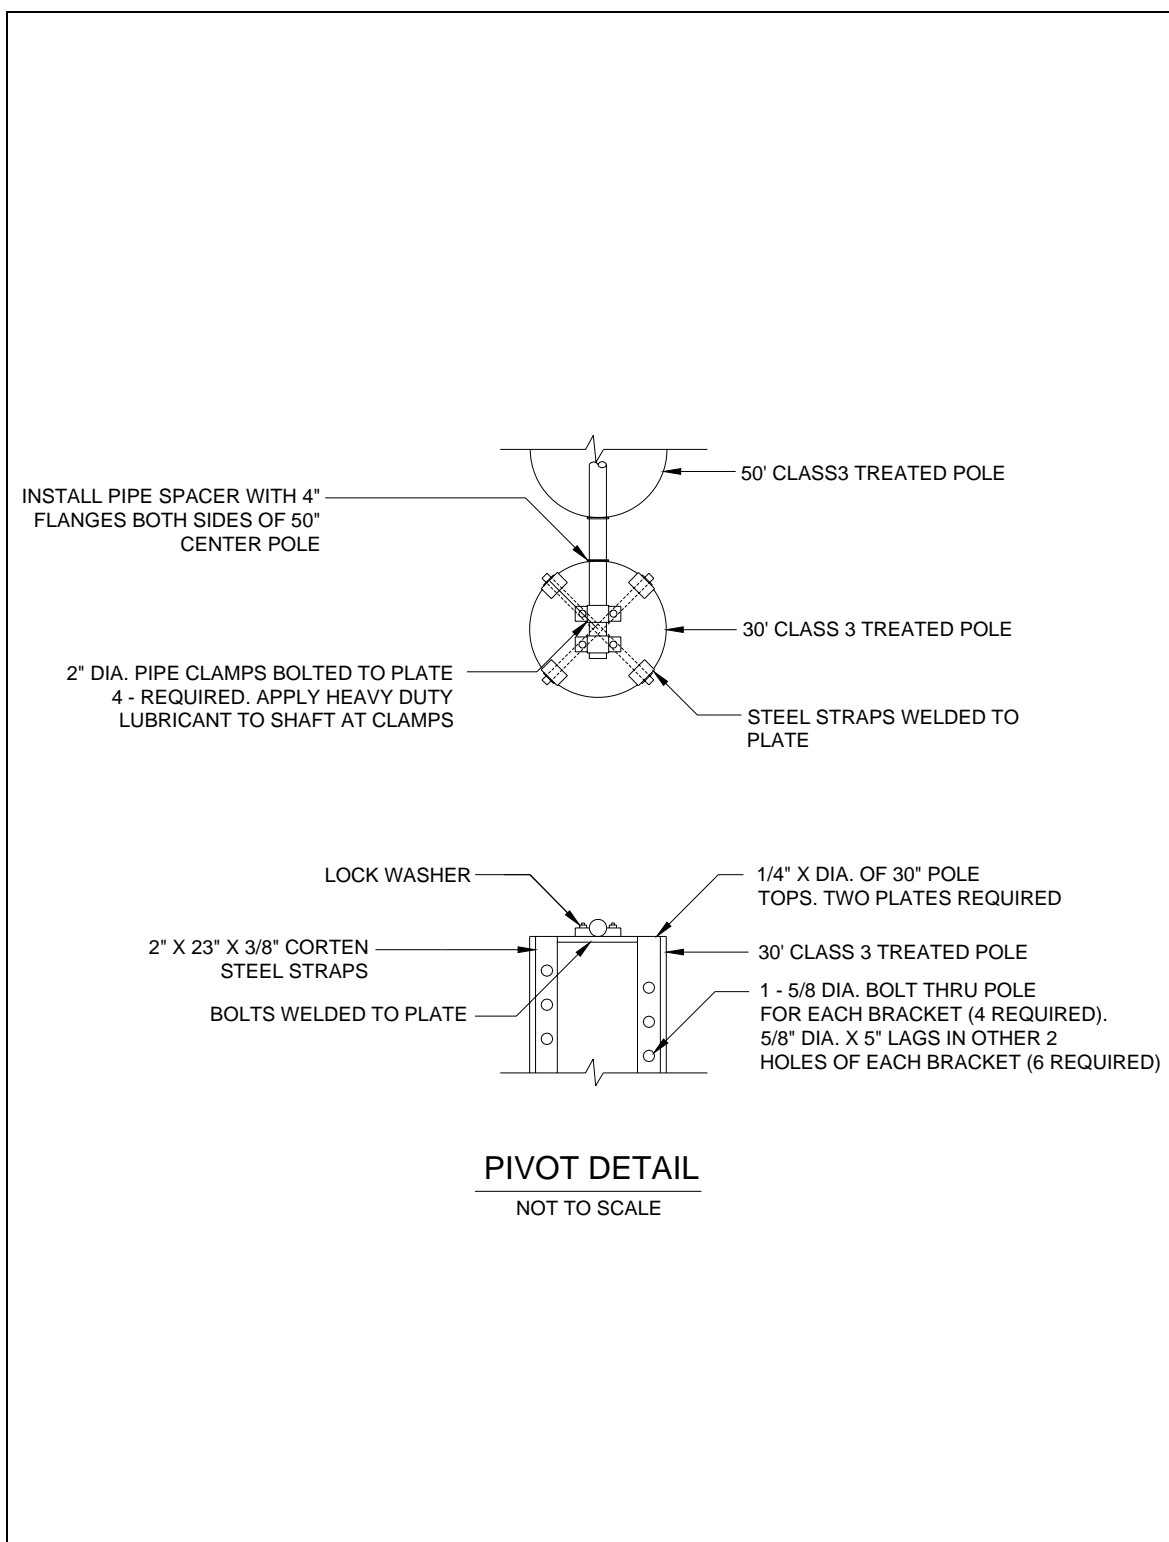 50' CLASS3 TREATED POLE
INSTALL PIPE SPACER WITH 4"
FLANGES BOTH SIDES OF 50"
CENTER POLE
30' CLASS 3 TREATED POLE
2" DIA. PIPE CLAMPS BOLTED TO PLATE
4 - REQUIRED. APPLY HEAVY DUTY
LUBRICANT TO SHAFT AT CLAMPS
STEEL STRAPS WELDED TO
PLATE
LOCK WASHER
1/4" X DIA. OF 30" POLE
TOPS. TWO PLATES REQUIRED
2" X 23" X 3/8" CORTEN
STEEL STRAPS
30' CLASS 3 TREATED POLE
BOLTS WELDED TO PLATE
1 - 5/8 DIA. BOLT THRU POLE
FOR EACH BRACKET (4 REQUIRED).
5/8" DIA. X 5" LAGS IN OTHER 2
HOLES OF EACH BRACKET (6 REQUIRED)
PIVOT DETAIL
NOT TO SCALE